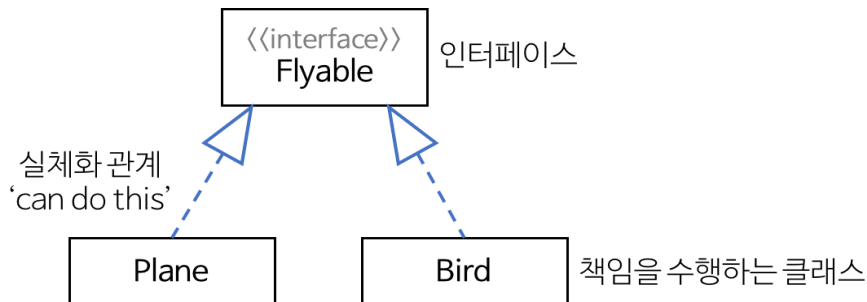 〈〈interface〉〉
Flyable
인터페이스
실체화 관계
‘can do this’
Plane
Bird
책임을 수행하는 클래스